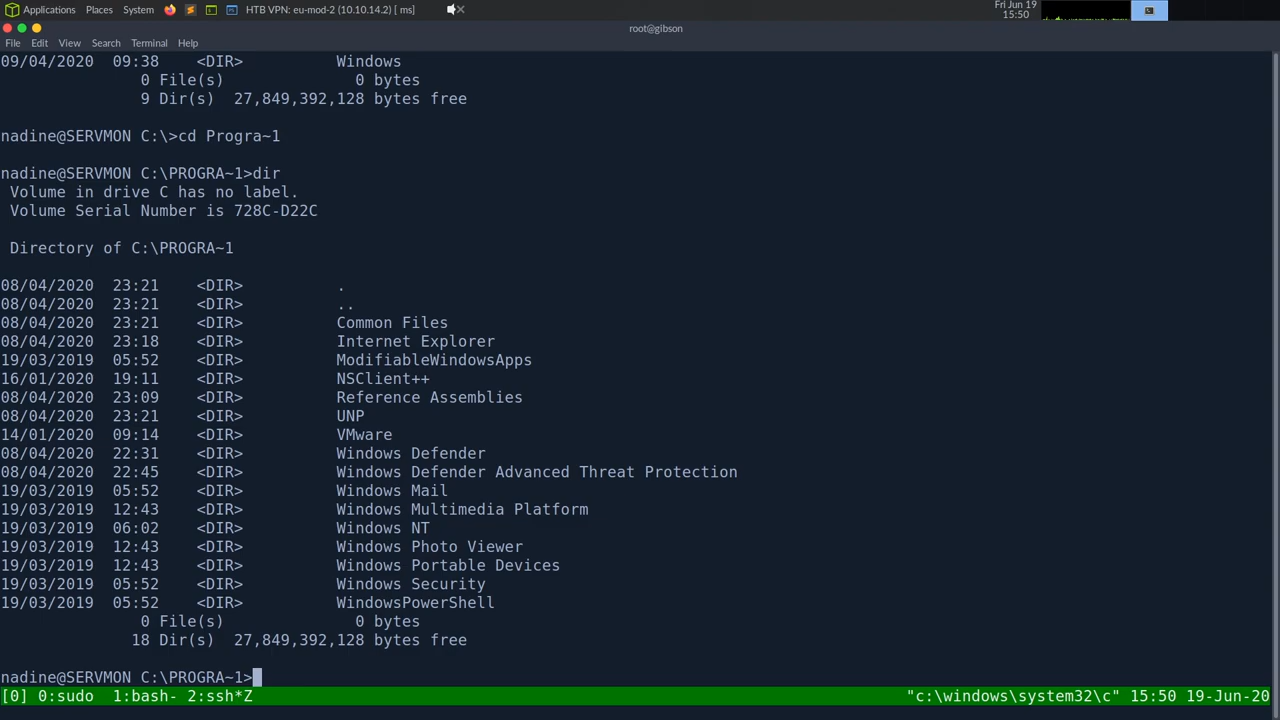 Applications Places System HTB VPN: eu-mod-2 (10.10.14.2) [ ms] Fri Jun 19
15:50
root@gibson
File Edit View Search Terminal Help
09/04/2020 09:38 <DIR> Windows
0 File(s) 0 bytes
9 Dir(s) 27,849,392,128 bytes free
nadine@SERVMON C:\>cd Progra~1
nadine@SERVMON C:\PROGRA~1>dir
Volume in drive C has no label.
Volume Serial Number is 728C-D22C
Directory of C:\PROGRA~1
08/04/2020 23:21 <DIR> .
08/04/2020 23:21 <DIR> ..
08/04/2020 23:21 <DIR> Common Files
08/04/2020 23:18 <DIR> Internet Explorer
19/03/2019 05:52 <DIR> ModifiableWindowsApps
16/01/2020 19:11 <DIR> NSClient++
08/04/2020 23:09 <DIR> Reference Assemblies
08/04/2020 23:21 <DIR> UNP
14/01/2020 09:14 <DIR> VMware
08/04/2020 22:31 <DIR> Windows Defender
08/04/2020 22:45 <DIR> Windows Defender Advanced Threat Protection
19/03/2019 05:52 <DIR> Windows Mail
19/03/2019 12:43 <DIR> Windows Multimedia Platform
19/03/2019 06:02 <DIR> Windows NT
19/03/2019 12:43 <DIR> Windows Photo Viewer
19/03/2019 12:43 <DIR> Windows Portable Devices
19/03/2019 05:52 <DIR> Windows Security
19/03/2019 05:52 <DIR> WindowsPowerShell
0 File(s) 0 bytes
18 Dir(s) 27,849,392,128 bytes free
nadine@SERVMON C:\PROGRA~1>
[0] 0:sudo 1:bash- 2:ssh*Z "c:\windows\system32\c" 15:50 19-Jun-20